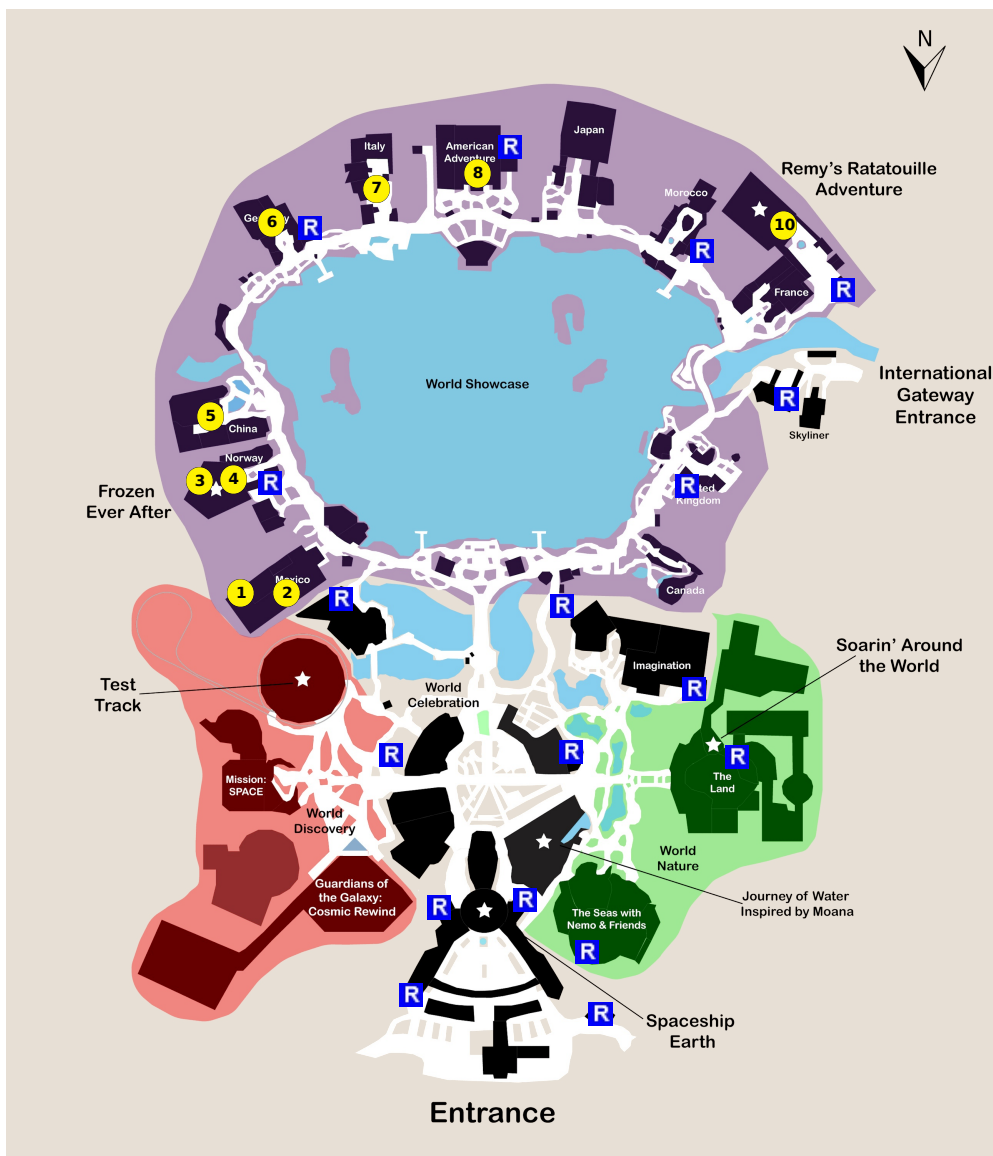 N
Italy
American
Adventure
Japan
Morocco
Remy's Ratatouille
Adventure
R
8
7
6
R
10
R
R
France
World Showcase
International
Gateway
Entrance
R
Skyliner
5
China
Norway
3
4
R
Frozen
Ever After
R
Kingdom
1
2
Mexico
R
R
Canada
Imagination
R
Soarin' Around
the World
Test
Track
World
Celebration
R
R
R
The
Land
Mission:
SPACE
World
Discovery
World
Nature
Guardians of
the Galaxy:
Cosmic Rewind
R
R
Journey of Water
Inspired by Moana
The Seas with
Nemo & Friends
R
R
R
Spaceship
Earth
Entrance